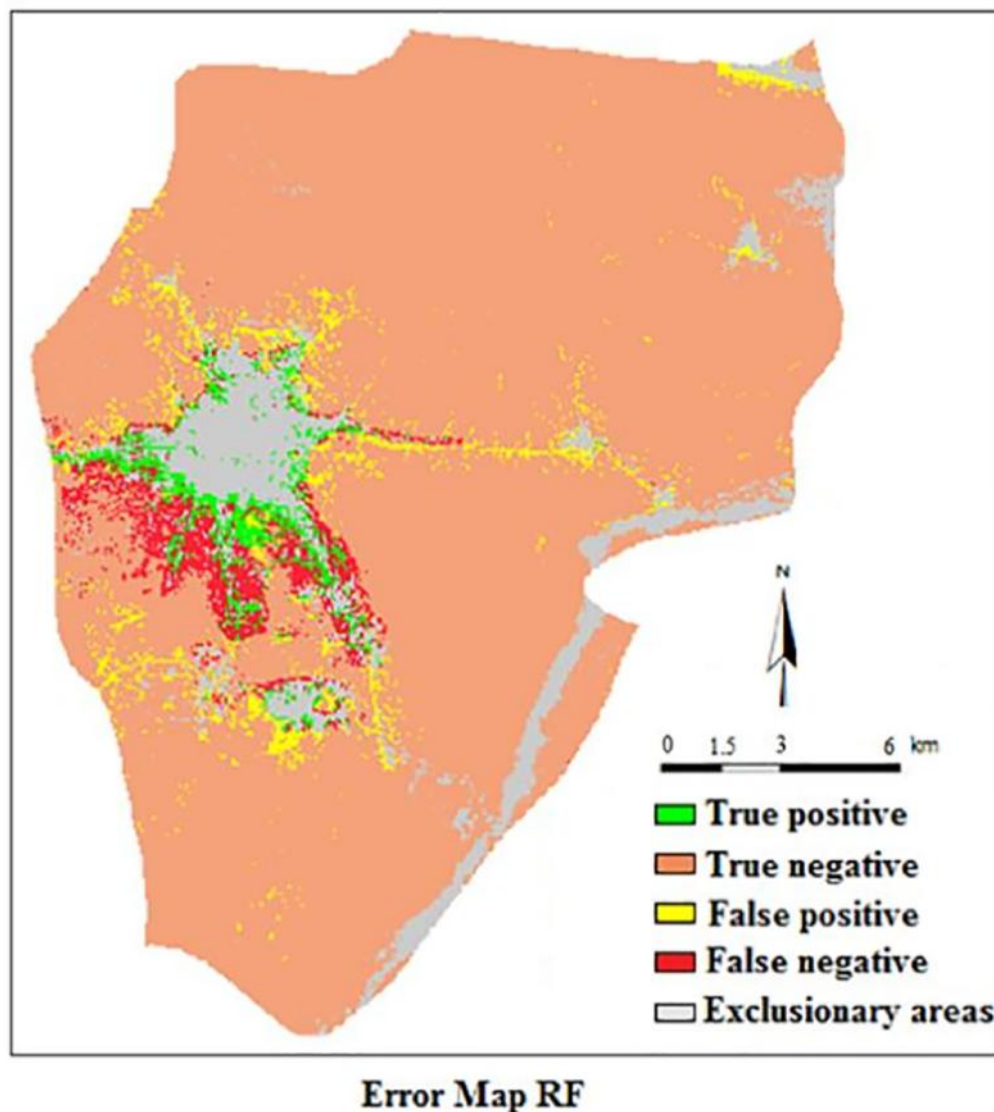 N
0 1.5 3 6 km
True positive
True negative
False positive
False negative
Exclusionary areas
Error Map RF